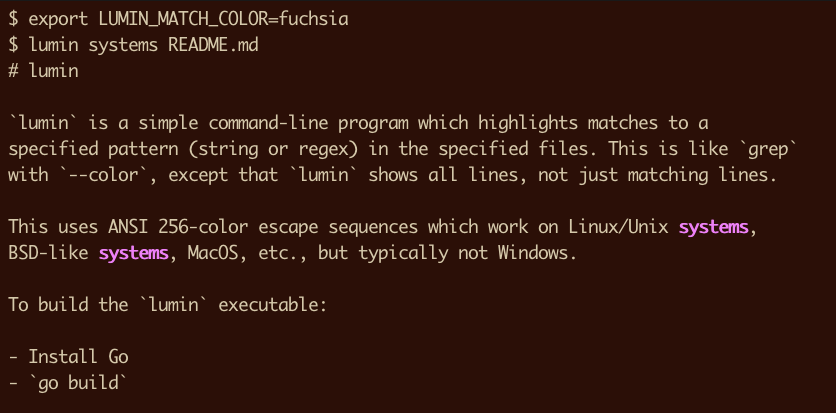 $ export LUMIN_MATCH_COLOR=fuchsia
$ lumin systems README.md
# lumin
`lumin` is a simple command-line program which highlights matches to a
specified pattern (string or regex) in the specified files. This is like `grep`
with `--color`, except that `lumin` shows all lines, not just matching lines.
This uses ANSI 256-color escape sequences which work on Linux/Unix systems,
BSD-like systems, MacOS, etc., but typically not Windows.
To build the `lumin` executable:
- Install Go
- `go build`